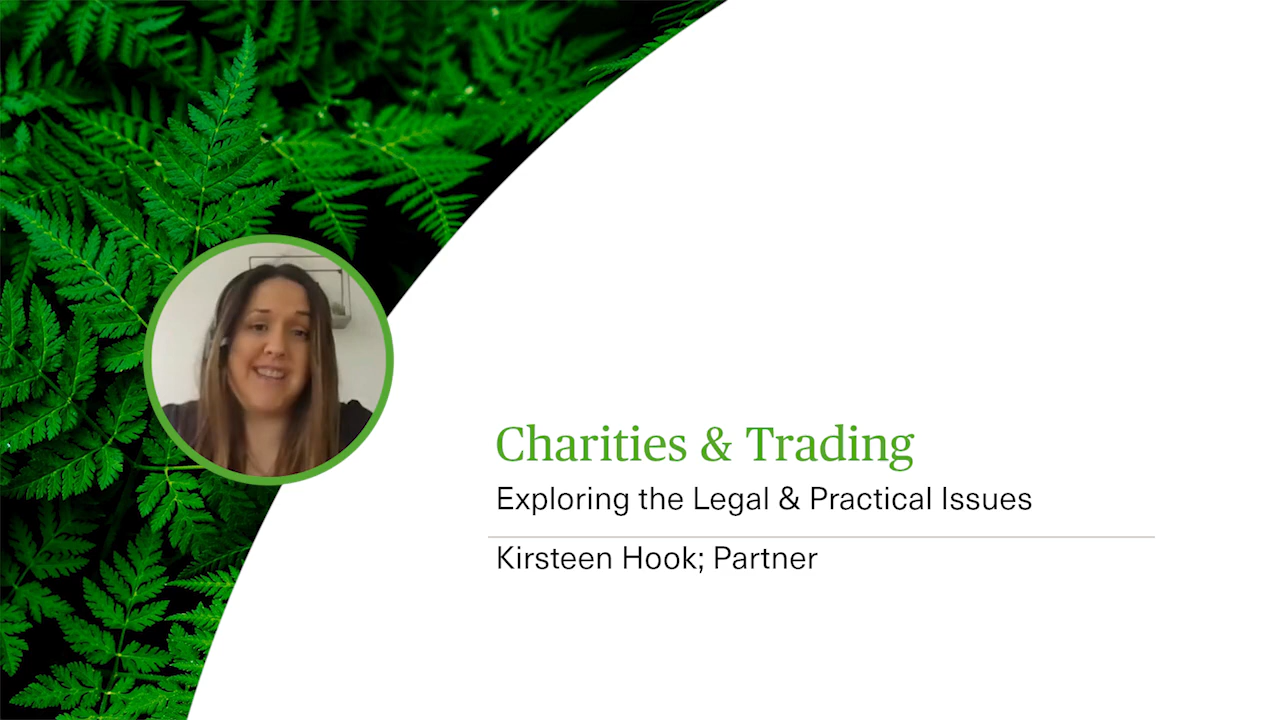 Charities & Trading
Exploring the Legal & Practical Issues
Kirsteen Hook; Partner